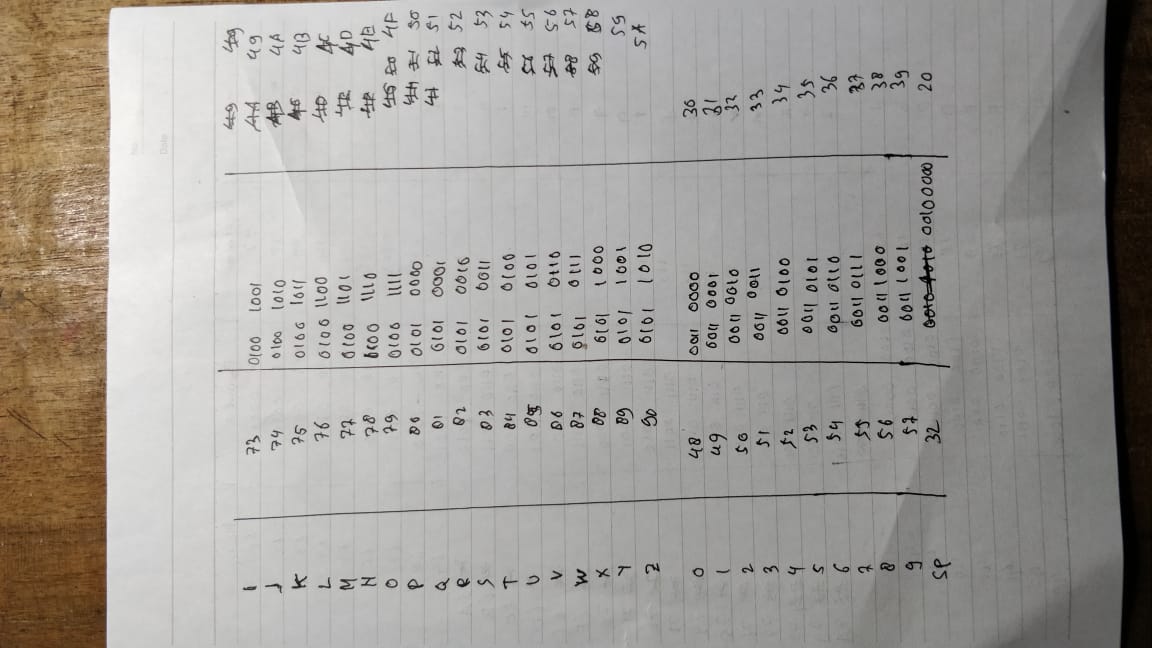 No
Date
49 49
I 73 0100 1001 4A 49
J 74 0100 1010 4B 4A
K 75 0100 1011 4C 4B
L 76 0100 1100 4D 4C
M 77 0100 1101 4E 4D
N 78 0100 1110 4F 4E
O 79 0100 1111 50 4F
P 80 0101 0000 51 50
Q 81 0101 0001 52 51
R 82 0101 0010 53 52
S 83 0101 0011 54 53
T 84 0101 0100 55 54
U 85 0101 0101 56 55
V 86 0101 0110 57 56
W 87 0101 0111 58 57
X 88 0101 1000 59 58
Y 89 0101 1001 59
Z 90 0101 1010 5A
0 48 0011 0000 30
1 49 0011 0001 31
2 50 0011 0010 32
3 51 0011 0011 33
4 52 0011 0100 34
5 53 0011 0101 35
6 54 0011 0110 36
7 55 0011 0111 37
8 56 0011 1000 38
9 57 0011 1001 39
SP 32 00100000 20